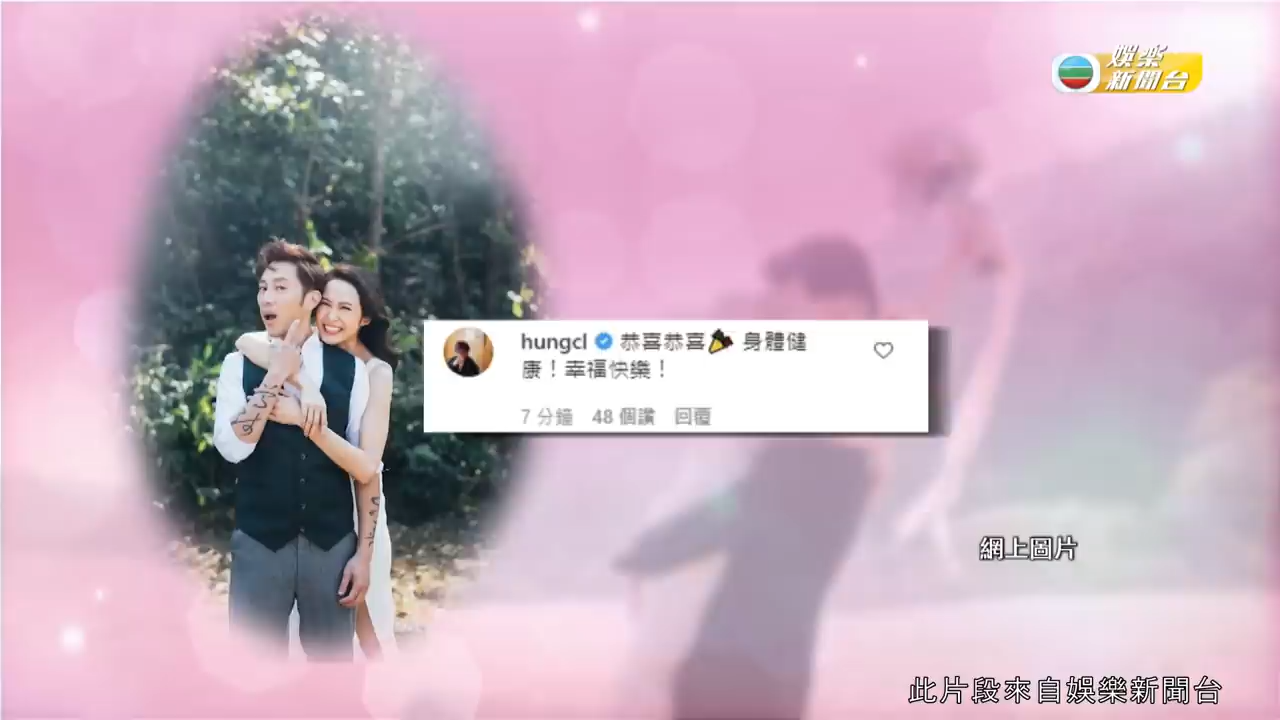 娛樂
新聞台
hungcl 恭喜恭喜🎉 身體健
康！幸福快樂！
7 分鐘 48 個讚 回覆
網上圖片
此片段來自娛樂新聞台